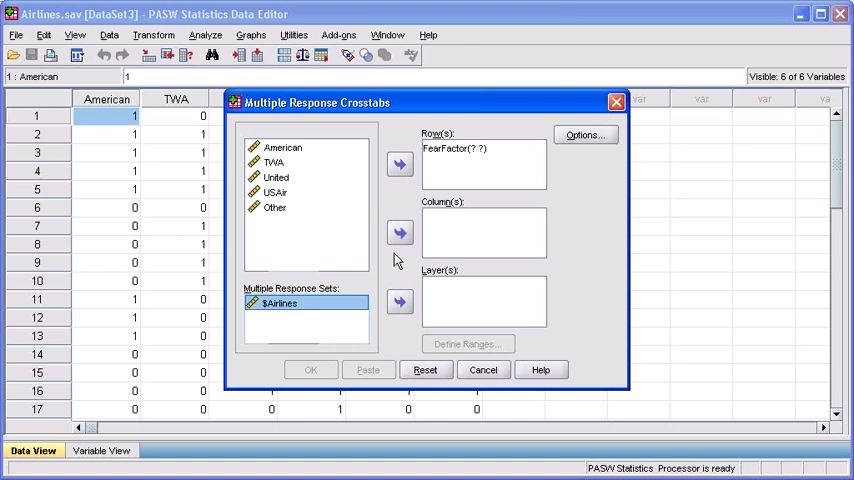 Airlines.sav [DataSet3] - PASW Statistics Data Editor
File Edit View Data Transform Analyze Graphs Utilities Add-ons Window Help
1 : American 1 Visible: 6 of 6 Variables
American TWA var var var va
1 1 0
2 1 1
3 1 1
4 1 1
5 1 1
6 0 0
7 0 1
8 0 1
9 0 1
10 0 1
11 1 0
12 1 0
13 1 0
14 0 0
15 0 0
16 0 0
17 0 0 0 1 0 0
Multiple Response Crosstabs
American
TWA
United
USAir
Other
Multiple Response Sets:
$Airlines
Row(s):
FearFactor(? ?)
Column(s):
Layer(s):
Define Ranges...
Options...
OK Paste Reset Cancel Help
Data View Variable View
PASW Statistics Processor is ready